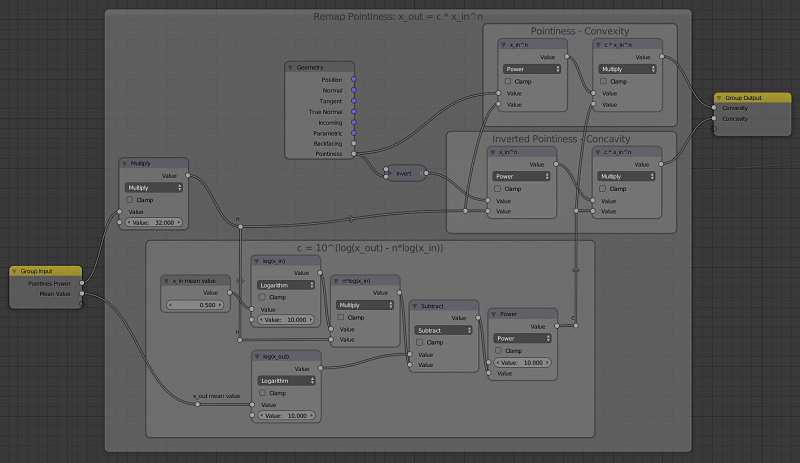 Remap Pointiness: x_out = c * x_in^n
Pointiness - Convexity
x_in^n
Value
Power
Clamp
Value
Value
c * x_in^n
Value
Multiply
Clamp
Value
Value
Group Output
Convexity
Concavity
Geometry
Position
Normal
Tangent
True Normal
Incoming
Parametric
Backfacing
Pointiness
Invert
Inverted Pointiness - Concavity
x_in^n
Value
Power
Clamp
Value
Value
c * x_in^n
Value
Multiply
Clamp
Value
Value
Multiply
Value
Multiply
Clamp
Value
Value: 32.000
n
Group Input
Pointines Power
Mean Value
c = 10^(log(x_out) - n*log(x_in))
x_in mean value
Value
0.500
log(x_in)
Value
Logarithm
Clamp
Value
Value: 10.000
n
n*log(x_in)
Value
Multiply
Clamp
Value
Value
Subtract
Value
Subtract
Clamp
Value
Value
Power
Value
Power
Clamp
Value: 10.000
Value
c
log(x_out)
Value
Logarithm
Clamp
Value
Value: 10.000
x_out mean value